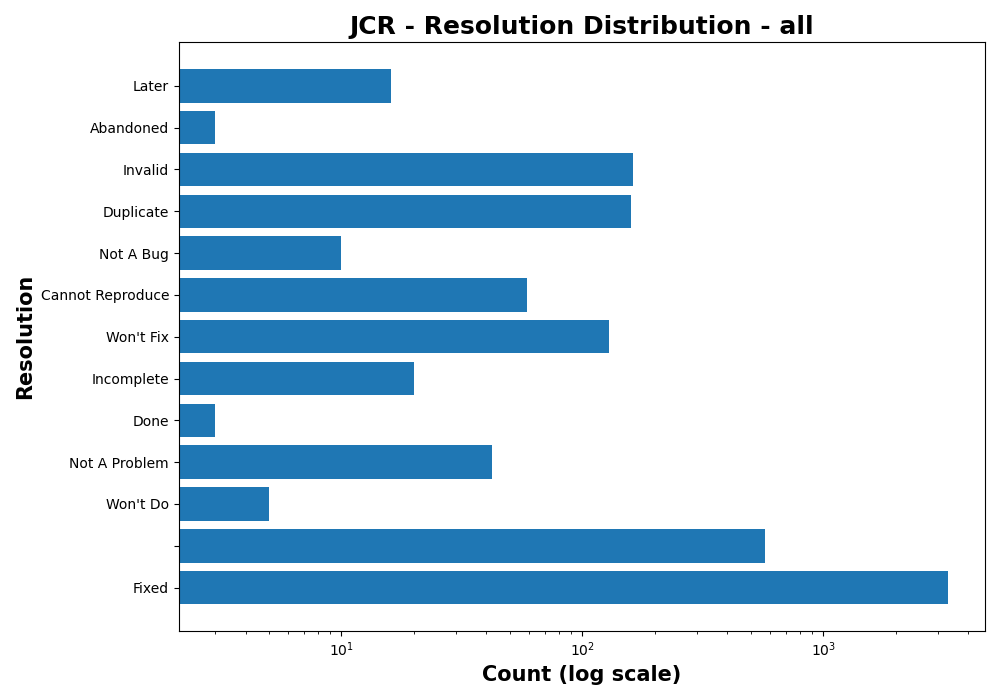 JCR - Resolution Distribution - all
Later
Abandoned
Invalid
Duplicate
Not A Bug
Cannot Reproduce
Won't Fix
Incomplete
Done
Not A Problem
Won't Do
Fixed
Resolution
10¹ 10² 10³
Count (log scale)